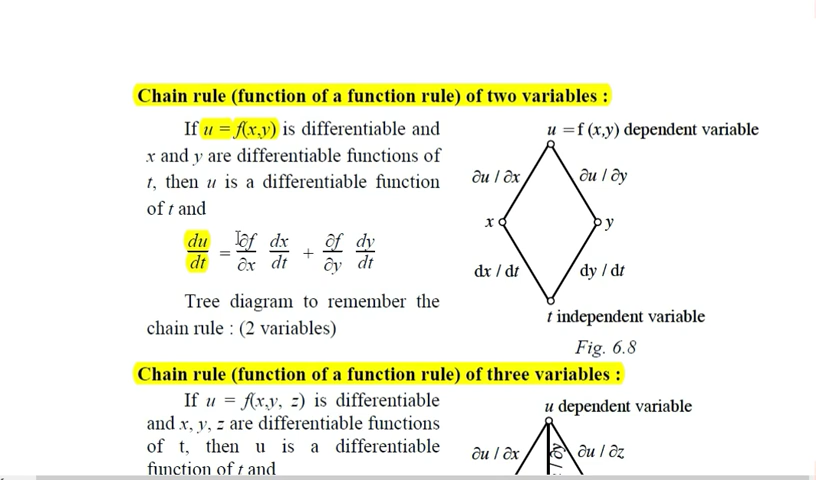 Chain rule (function of a function rule) of two variables :
If u = f(x,y) is differentiable and
x and y are differentiable functions of
t, then u is a differentiable function
of t and
du/dt = ∂f/∂x dx/dt + ∂f/∂y dy/dt
Tree diagram to remember the
chain rule : (2 variables)
u = f (x,y) dependent variable
∂u / ∂x ∂u / ∂y
x y
dx / dt dy / dt
t independent variable
Fig. 6.8
Chain rule (function of a function rule) of three variables :
If u = f(x,y, z) is differentiable
and x, y, z are differentiable functions
of t, then u is a differentiable
function of t and
u dependent variable
∂u / ∂x / ∂y ∂u / ∂z